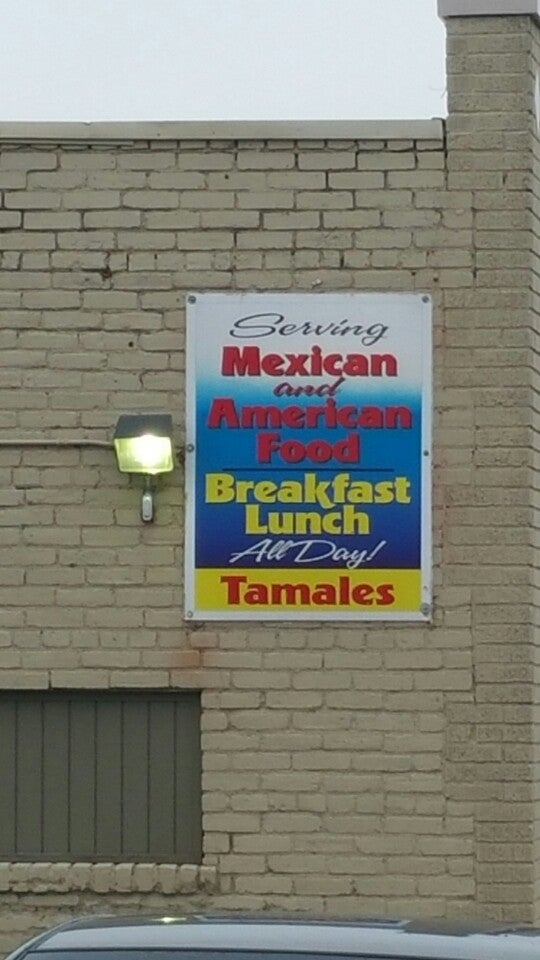 Serving
Mexican
and
American
Food
Breakfast
Lunch
All Day!
Tamales